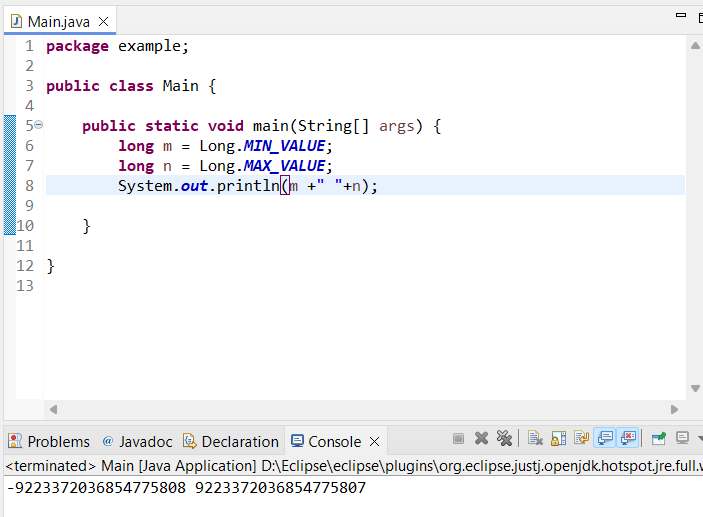 Main.java
1 package example;
2
3 public class Main {
4
5 public static void main(String[] args) {
6 long m = Long.MIN_VALUE;
7 long n = Long.MAX_VALUE;
8 System.out.println(m +" "+n);
9
10 }
11
12 }
13
Problems @ Javadoc Declaration Console
<terminated> Main [Java Application] D:\Eclipse\eclipse\plugins\org.eclipse.justj.openjdk.hotspot.jre.full.w
-9223372036854775808 9223372036854775807